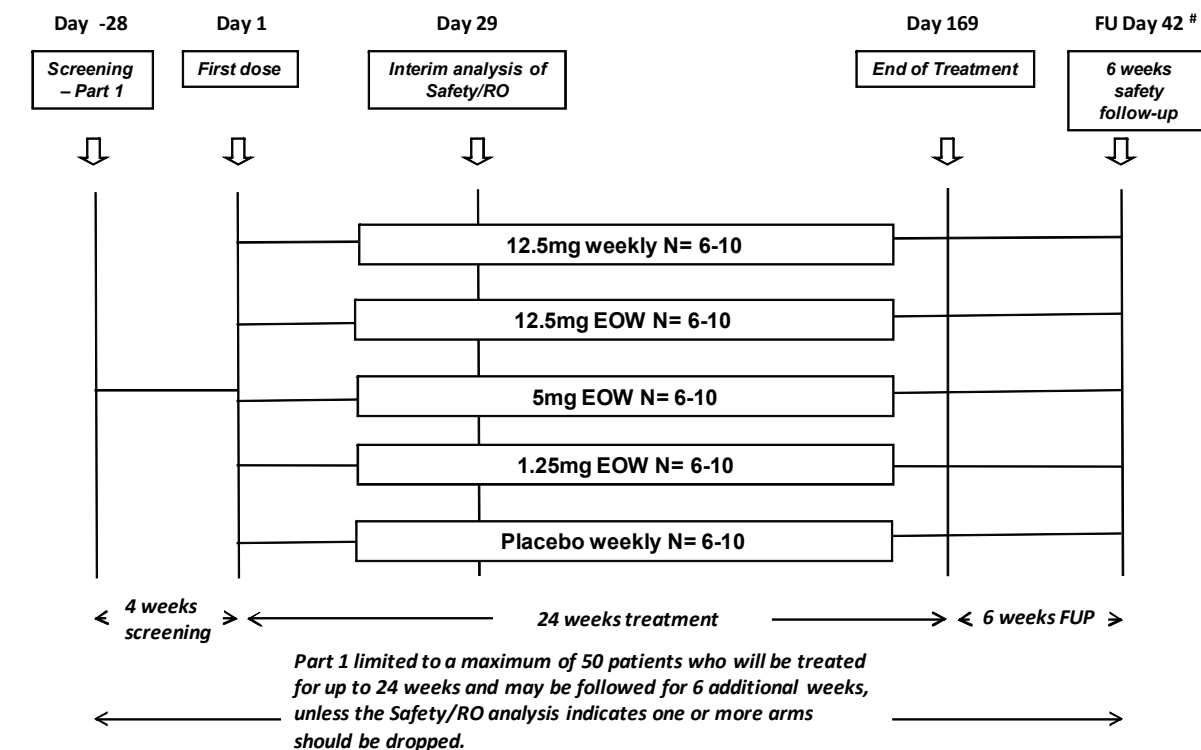 Day -28
Day 1
Day 29
Day 169
FU Day 42 #
Screening
– Part 1
First dose
Interim analysis of
Safety/RO
End of Treatment
6 weeks
safety
follow-up
12.5mg weekly N= 6-10
12.5mg EOW N= 6-10
5mg EOW N= 6-10
1.25mg EOW N= 6-10
Placebo weekly N= 6-10
4 weeks
screening
24 weeks treatment
6 weeks FUP
Part 1 limited to a maximum of 50 patients who will be treated
for up to 24 weeks and may be followed for 6 additional weeks,
unless the Safety/RO analysis indicates one or more arms
should be dropped.